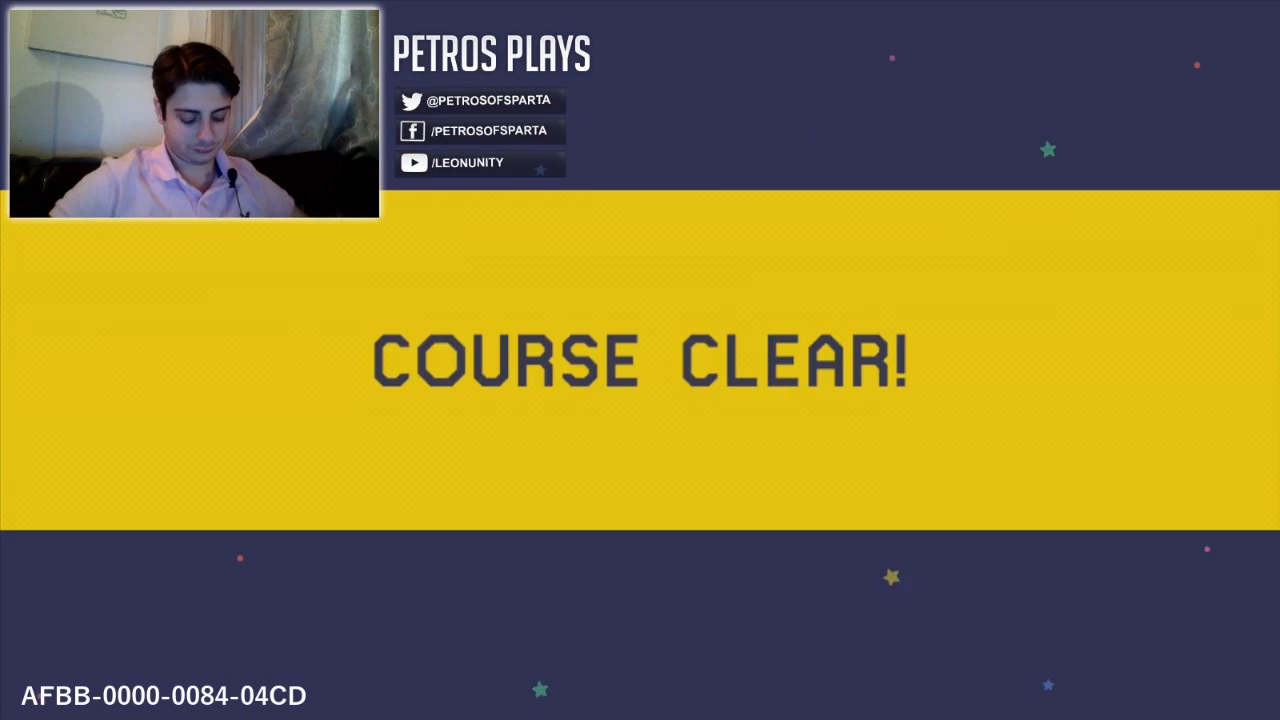 PETROS PLAYS
@PETROSOFSPARTA
/PETROSOFSPARTA
/LEONUNITY
COURSE CLEAR!
AFBB-0000-0084-04CD